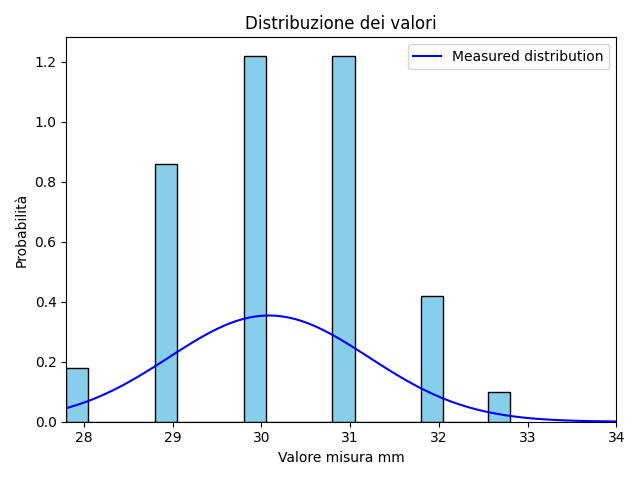 Distribuzione dei valori
Measured distribution
1.2
1.0
0.8
0.6
0.4
0.2
0.0
Probabilità
28 29 30 31 32 33 34
Valore misura mm